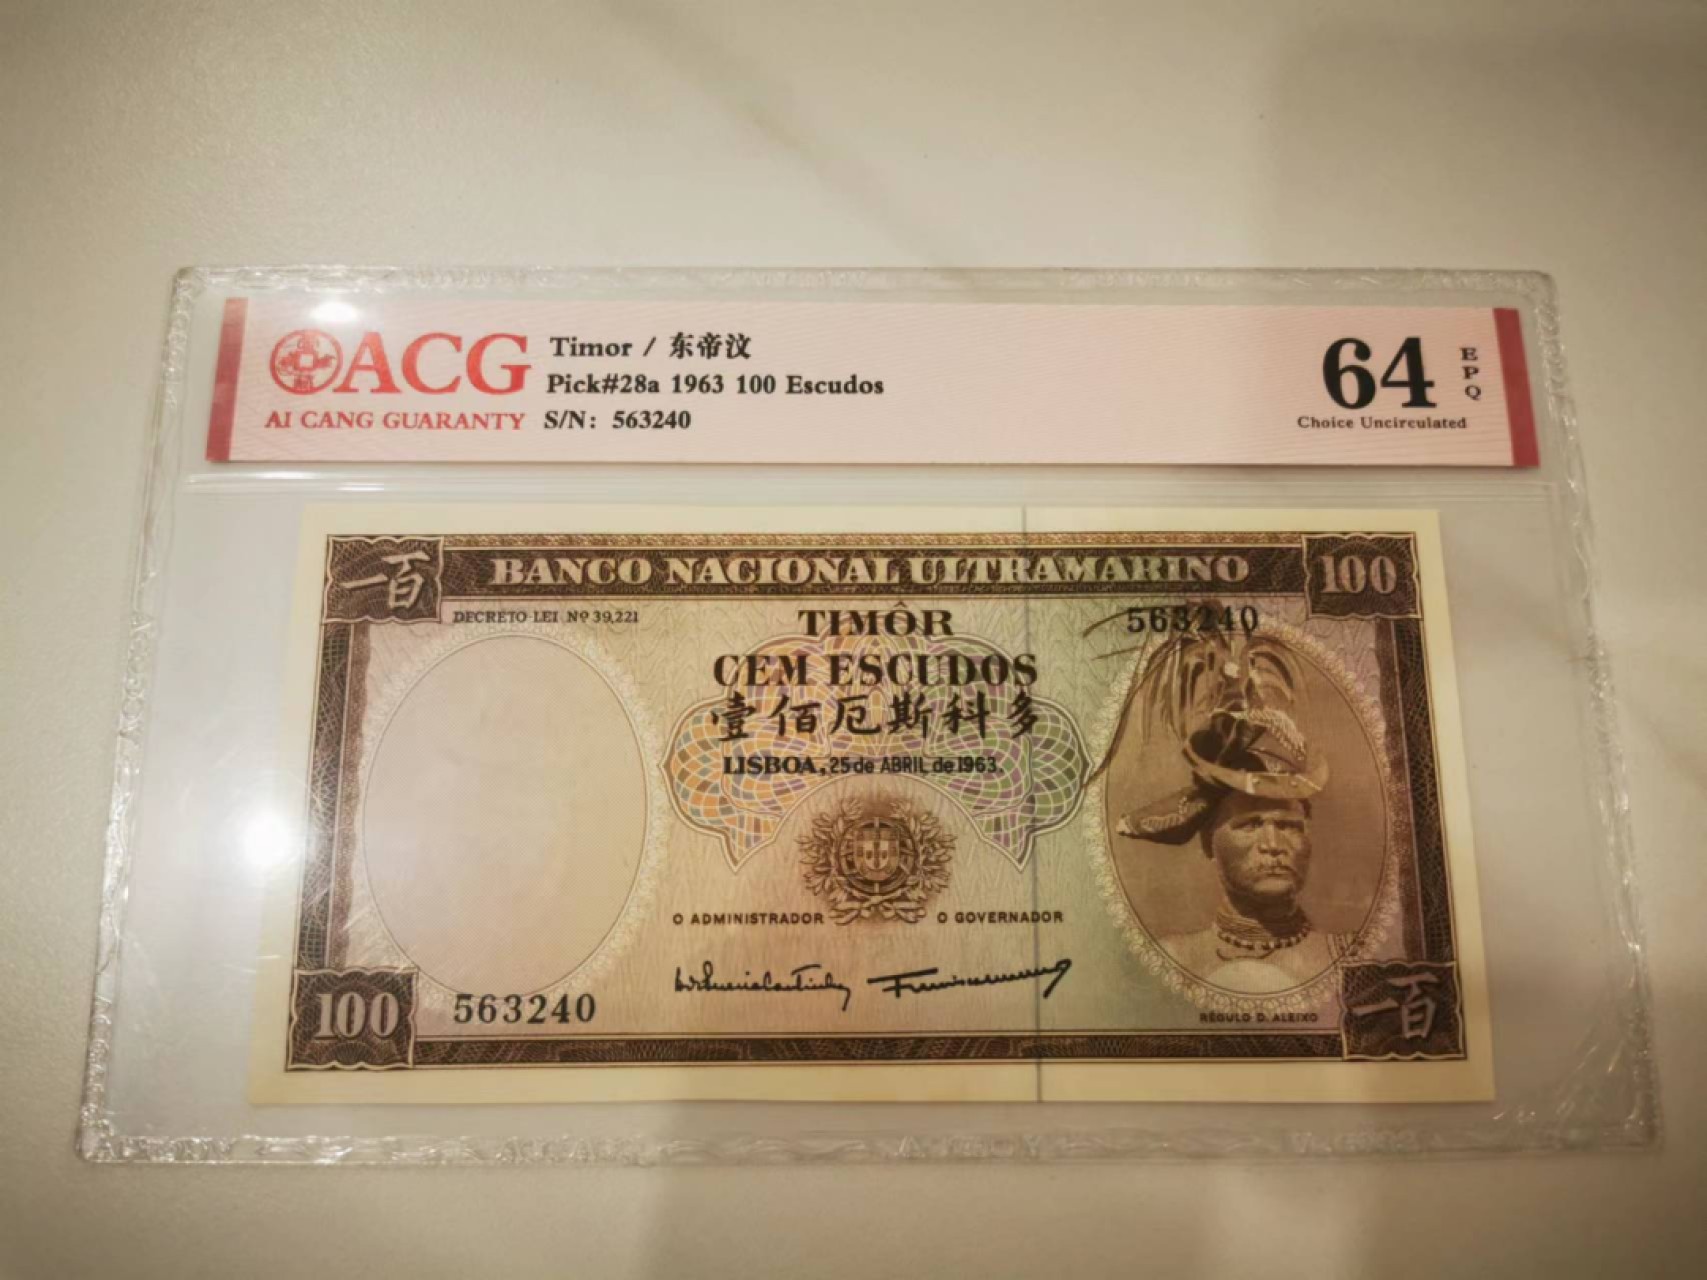 ACG
AI CANG GUARANTY
Timor / 东帝汶
Pick#28a 1963 100 Escudos
S/N: 563240
64
EPQ
Choice Uncirculated
一百
BANCO NACIONAL ULTRAMARINO
100
DECRETO-LEI Nº 39,221
TIMÔR
563240
CEM ESCUDOS
壹佰厄斯科多
LISBOA, 25 de ABRIL de 1963.
O ADMINISTRADOR
O GOVERNADOR
100
563240
RÉGULO D. ALEIXO
一百